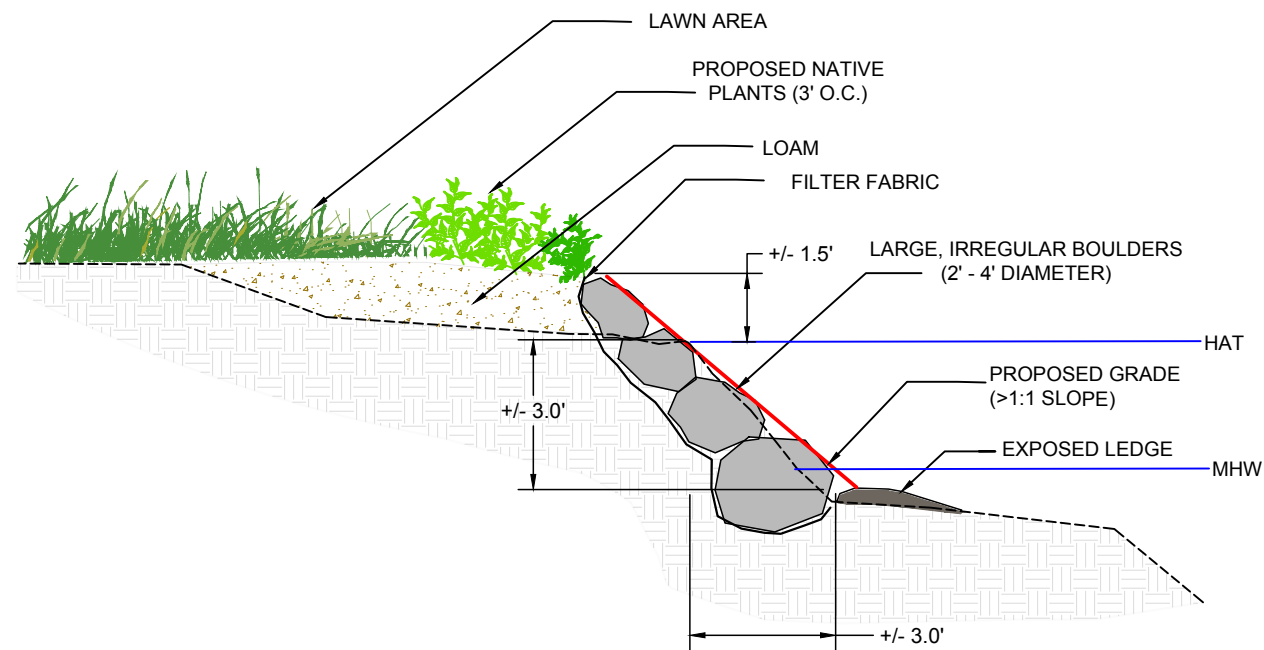 LAWN AREA
PROPOSED NATIVE
PLANTS (3' O.C.)
LOAM
FILTER FABRIC
+/- 1.5'
LARGE, IRREGULAR BOULDERS
(2' - 4' DIAMETER)
HAT
PROPOSED GRADE
(>1:1 SLOPE)
+/- 3.0'
EXPOSED LEDGE
MHW
+/- 3.0'